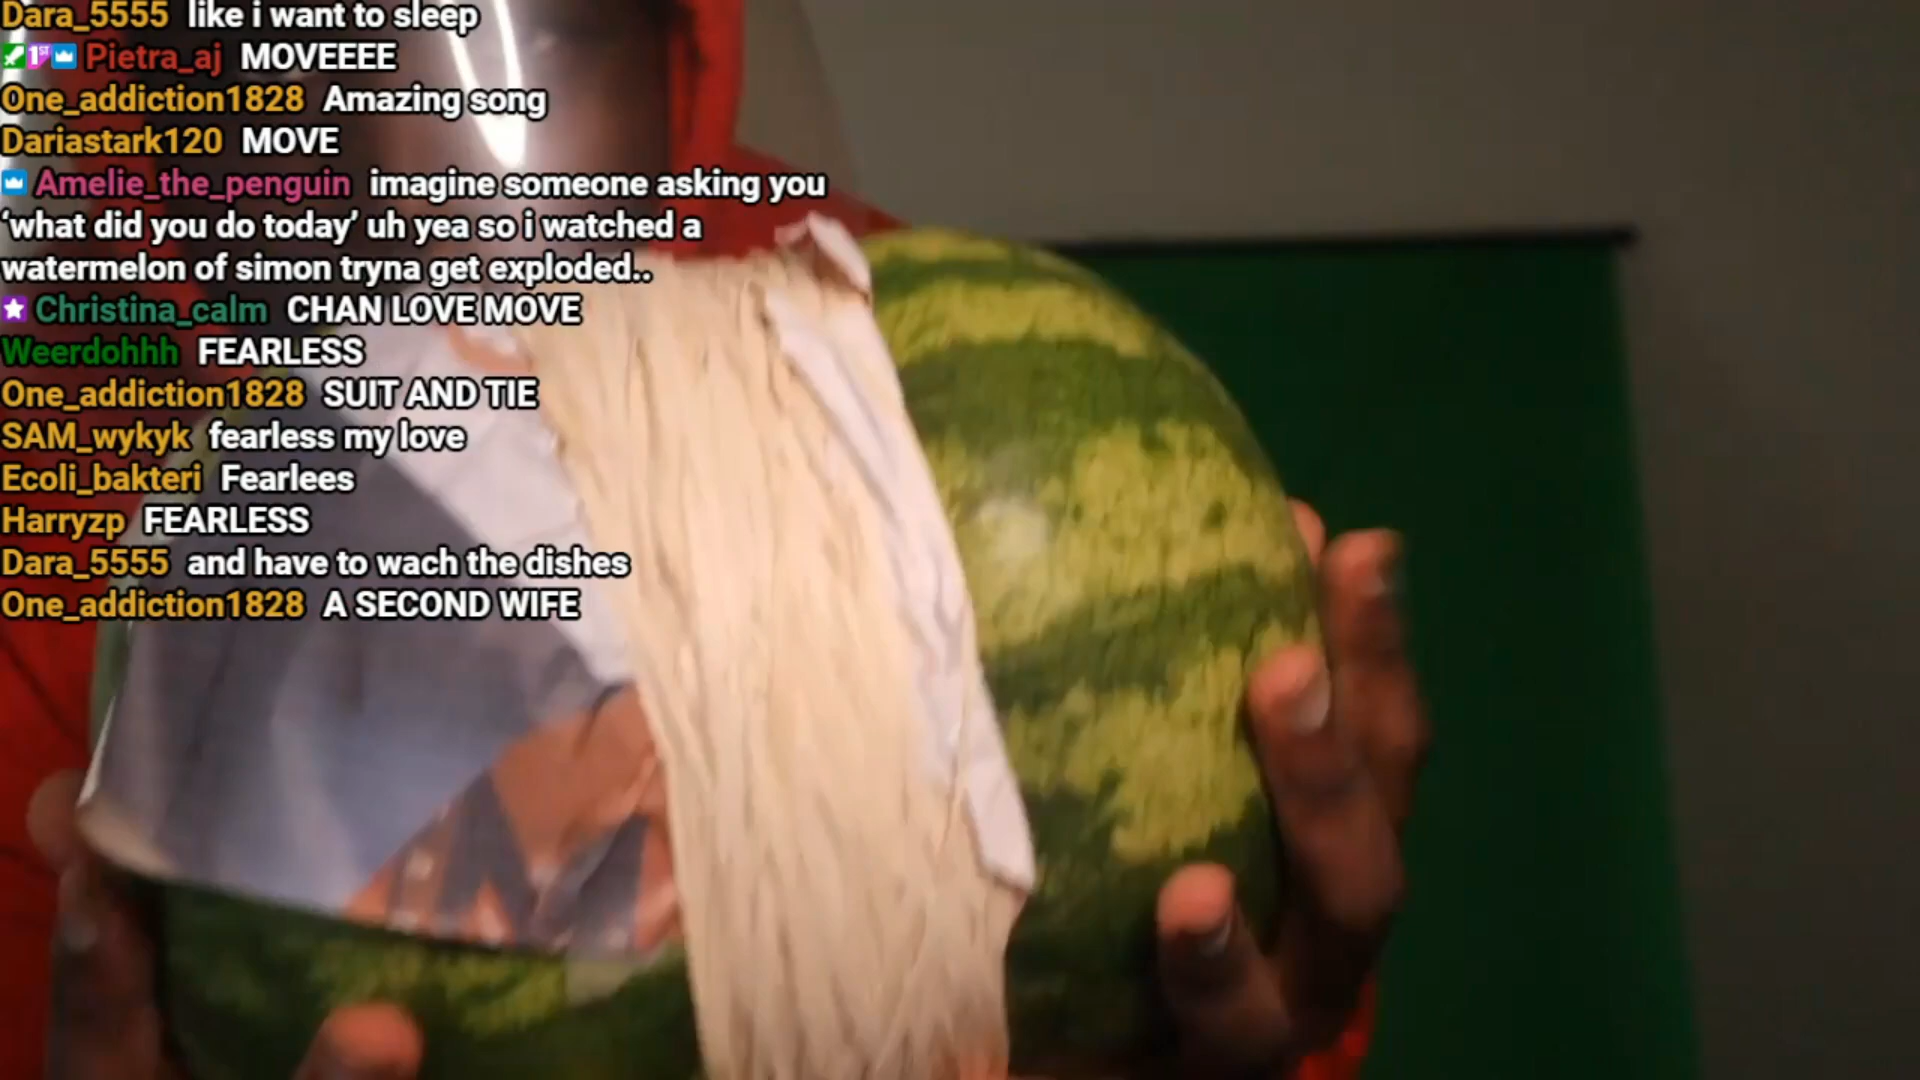 Dara_5555 like i want to sleep
1ST Pietra_aj MOVEEEE
One_addiction1828 Amazing song
Dariastark120 MOVE
Amelie_the_penguin imagine someone asking you
‘what did you do today’ uh yea so i watched a
watermelon of simon tryna get exploded..
Christina_calm CHAN LOVE MOVE
Weerdohhh FEARLESS
One_addiction1828 SUIT AND TIE
SAM_wykyk fearless my love
Ecoli_bakteri Fearlees
Harryzp FEARLESS
Dara_5555 and have to wach the dishes
One_addiction1828 A SECOND WIFE